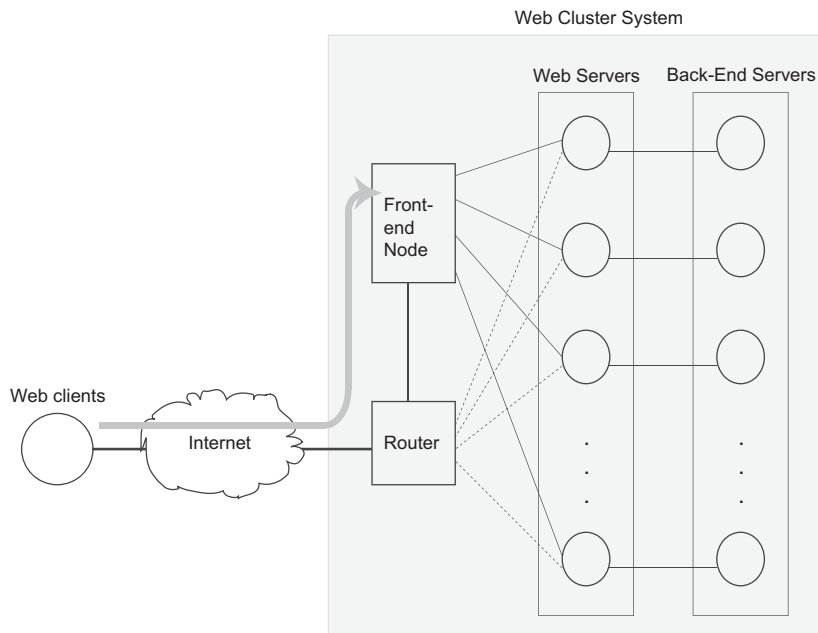 Web Cluster System
Web Servers
Back-End Servers
Front-
end
Node
Web clients
Internet
Router